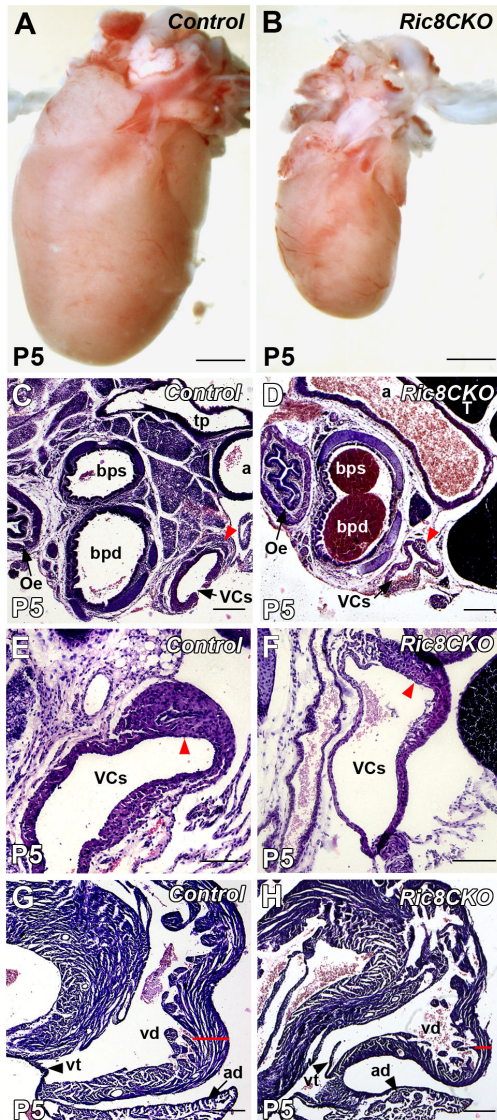 A Control
P5
B Ric8CKO
P5
C Control
tp
bps
a
bpd
Oe
VCs
P5
D Ric8CKO
a
T
bps
bpd
Oe
VCs
P5
E Control
VCs
P5
F Ric8CKO
VCs
P5
G Control
vd
vt
ad
P5
H Ric8CKO
vd
vt
ad
P5